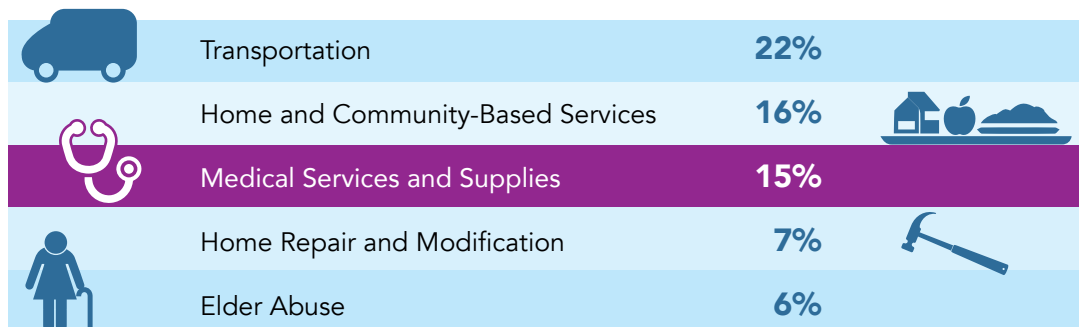 Transportation 22%
Home and Community-Based Services 16%
Medical Services and Supplies 15%
Home Repair and Modification 7%
Elder Abuse 6%